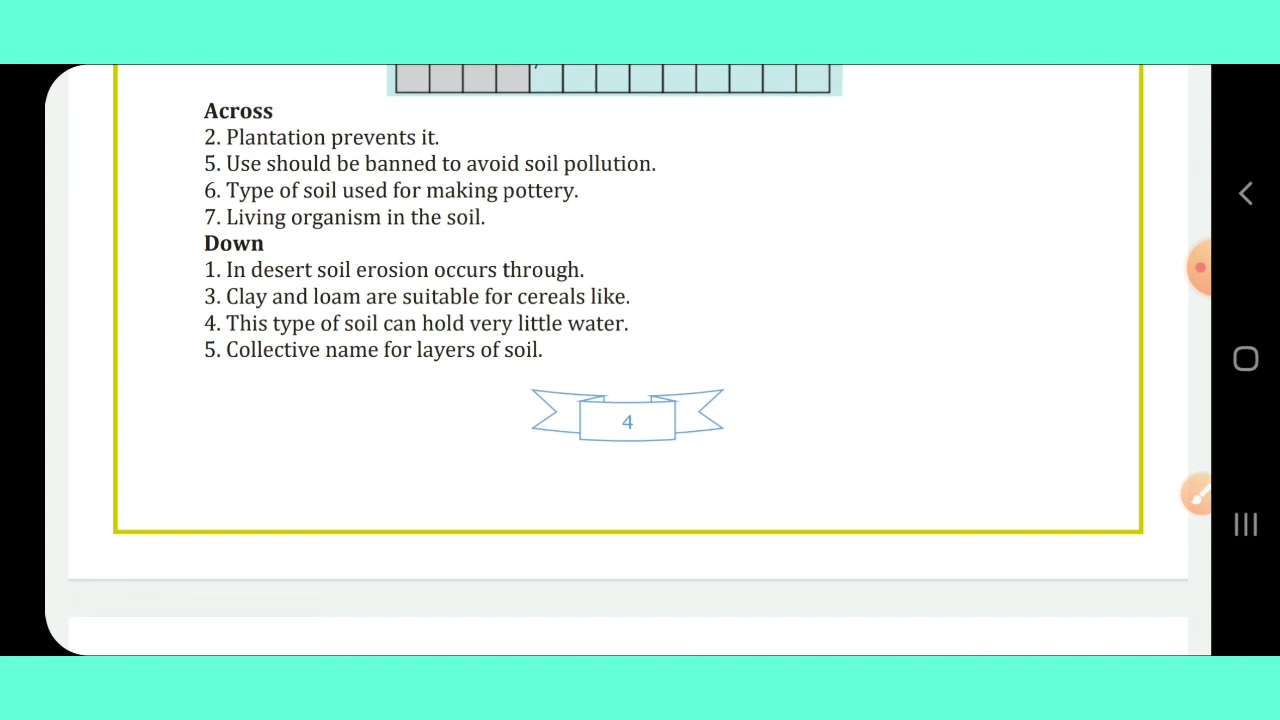 Across
2. Plantation prevents it.
5. Use should be banned to avoid soil pollution.
6. Type of soil used for making pottery.
7. Living organism in the soil.
Down
1. In desert soil erosion occurs through.
3. Clay and loam are suitable for cereals like.
4. This type of soil can hold very little water.
5. Collective name for layers of soil.
4